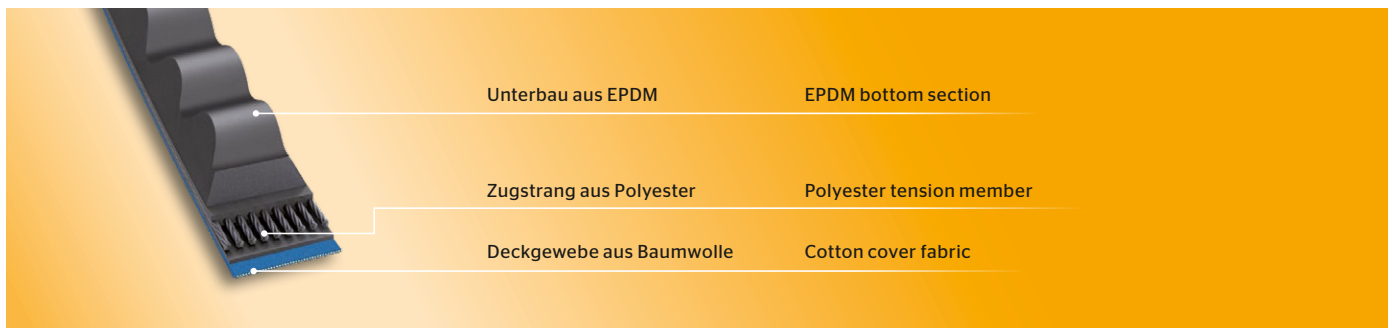 Unterbau aus EPDM EPDM bottom section
Zugstrang aus Polyester Polyester tension member
Deckgewebe aus Baumwolle Cotton cover fabric